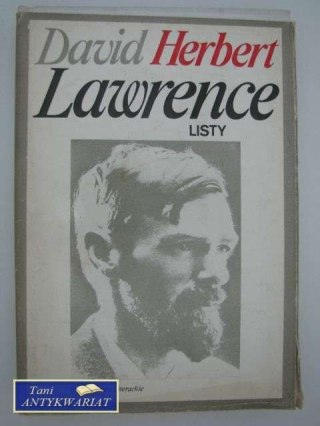 David Herbert
Lawrence
LISTY
Tani
ANTYKWARIAT